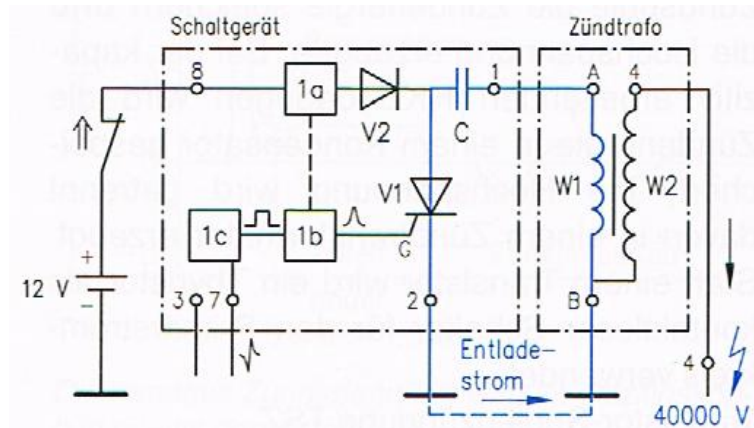 Schaltgerät
Zündtrafo
8
1a
V2
C
1
A
4
V1
W1
W2
1c
1b
G
+
12 V
−
3
7
2
B
4
Entlade-
strom
40000 V